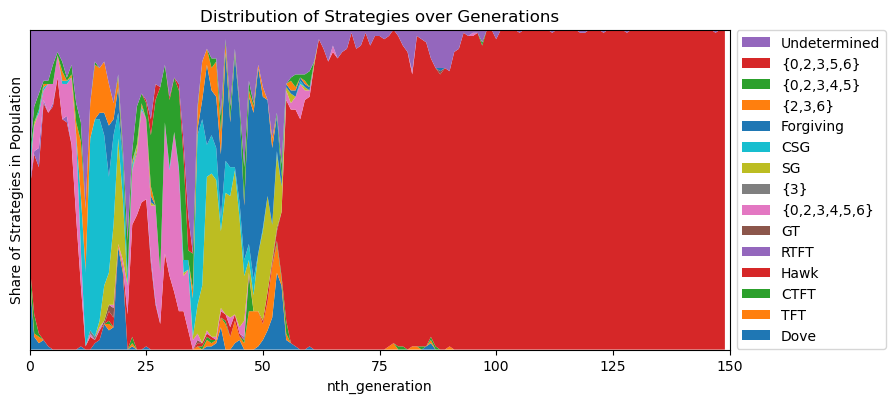 Distribution of Strategies over Generations
Share of Strategies in Population
0
25
50
75
100
125
150
nth_generation
Undetermined
{0,2,3,5,6}
{0,2,3,4,5}
{2,3,6}
Forgiving
CSG
SG
{3}
{0,2,3,4,5,6}
GT
RTFT
Hawk
CTFT
TFT
Dove